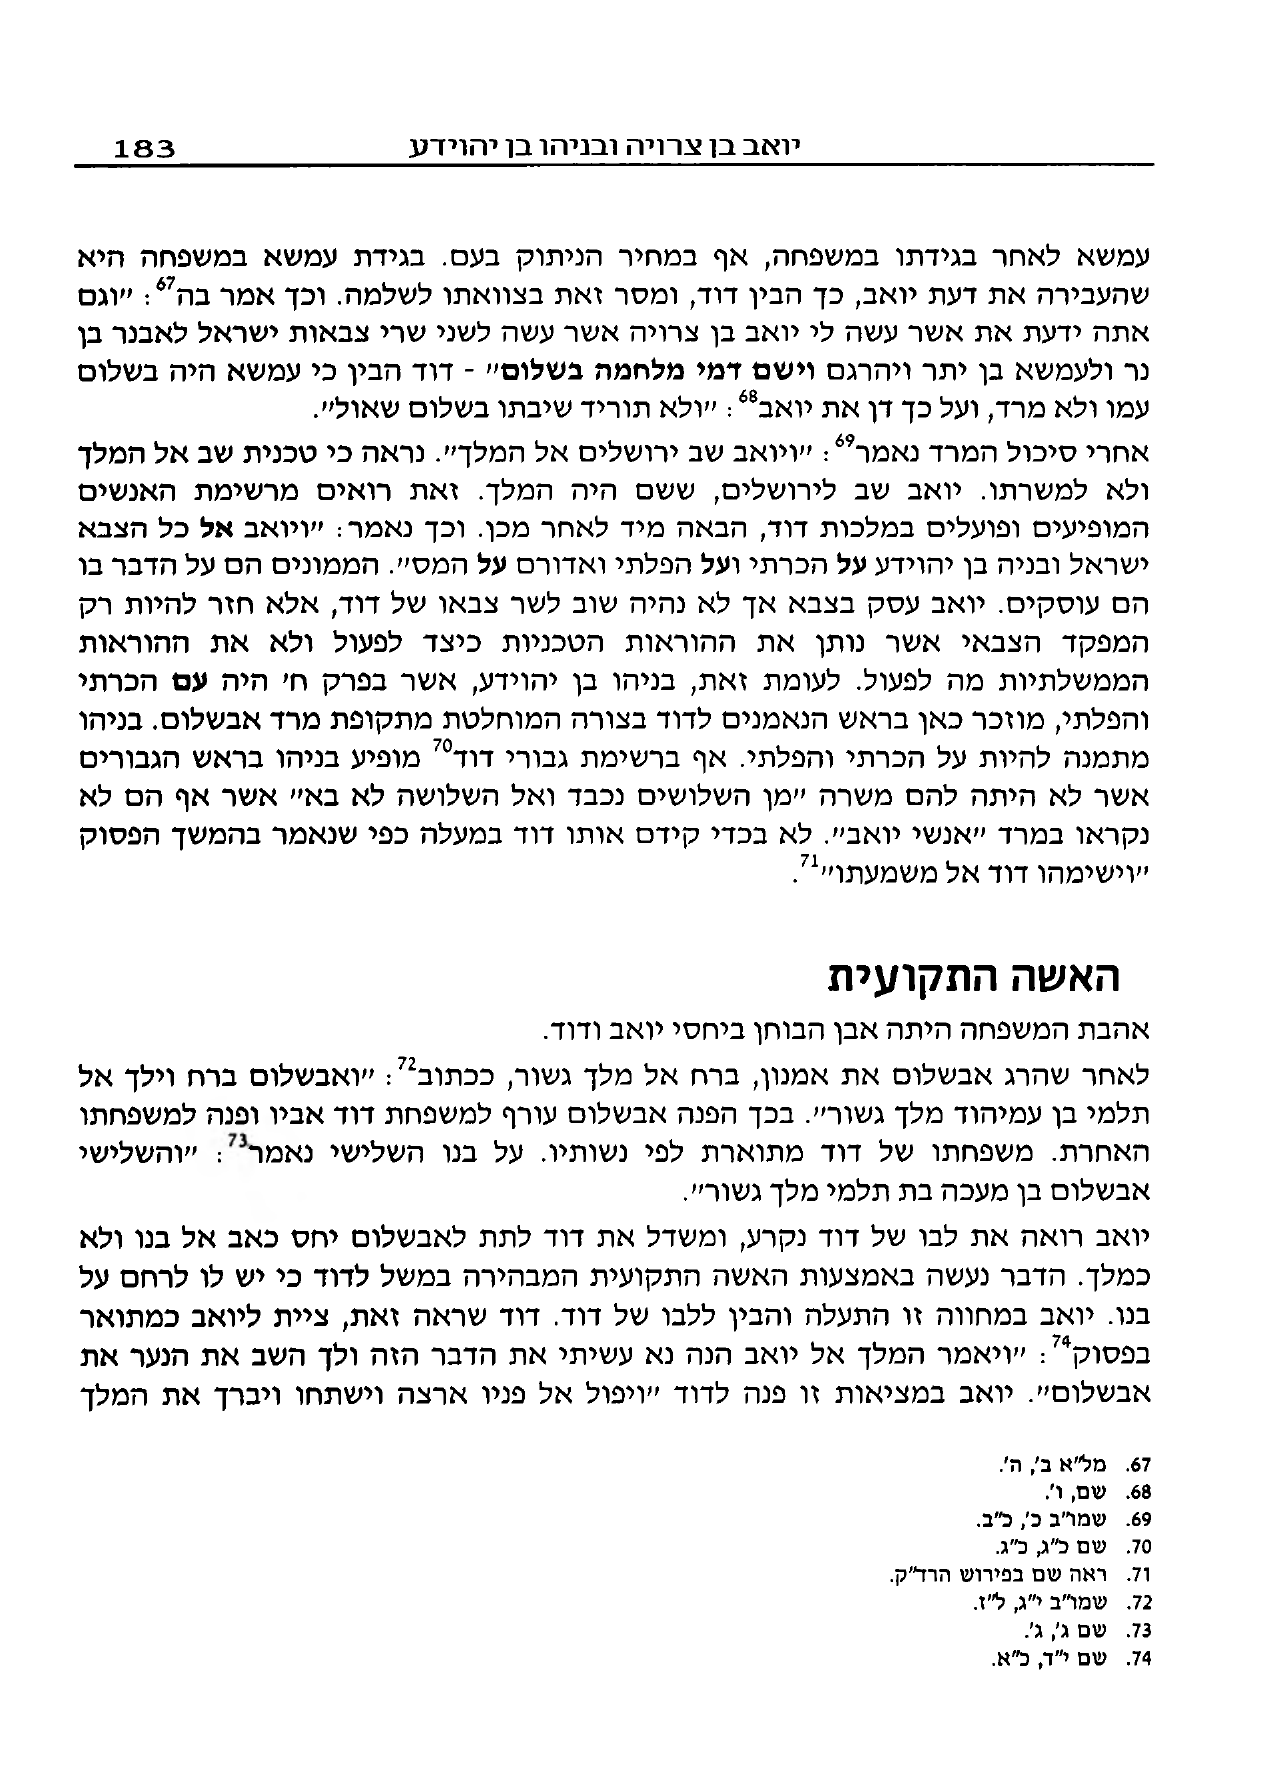 יואב בן צרויה ובניהו בן יהוידע 183
עמשא לאחר בגידתו במשפחה, אף במחיר הניתוק בעם. בגידת עמשא במשפחה היא
שהעבירה את דעת יואב, כך הבין דוד, ומסר זאת בצוואתו לשלמה. וכך אמר בה67: "וגם
אתה ידעת את אשר עשה לי יואב בן צרויה אשר עשה לשני שרי צבאות ישראל לאבנר בן
נר ולעמשא בן יתר ויהרגם וישם דמי מלחמה בשלום" - דוד הבין כי עמשא היה בשלום
עמו ולא מרד, ועל כך דן את יואב68: "ולא תוריד שיבתו בשלום שאול".
אחרי סיכול המרד נאמר69: "ויואב שב ירושלים אל המלך". נראה כי טכנית שב אל המלך
ולא למשרתו. יואב שב לירושלים, ששם היה המלך. זאת רואים מרשימת האנשים
המופיעים ופועלים במלכות דוד, הבאה מיד לאחר מכן. וכך נאמר: "ויואב אל כל הצבא
ישראל ובניה בן יהוידע על הכרתי ועל הפלתי ואדורם על המס". הממונים הם על הדבר בו
הם עוסקים. יואב עסק בצבא אך לא נהיה שוב לשר צבאו של דוד, אלא חזר להיות רק
המפקד הצבאי אשר נותן את ההוראות הטכניות כיצד לפעול ולא את ההוראות
הממשלתיות מה לפעול. לעומת זאת, בניהו בן יהוידע, אשר בפרק ח' היה עם הכרתי
והפלתי, מוזכר כאן בראש הנאמנים לדוד בצורה המוחלטת מתקופת מרד אבשלום. בניהו
מתמנה להיות על הכרתי והפלתי. אף ברשימת גבורי דוד70 מופיע בניהו בראש הגבורים
אשר לא היתה להם משרה "מן השלושים נכבד ואל השלושה לא בא" אשר אף הם לא
נקראו במרד "אנשי יואב". לא בכדי קידם אותו דוד במעלה כפי שנאמר בהמשך הפסוק
"וישימהו דוד אל משמעתו"71.
האשה התקועית
אהבת המשפחה היתה אבן הבוחן ביחסי יואב ודוד.
לאחר שהרג אבשלום את אמנון, ברח אל מלך גשור, ככתוב72: "ואבשלום ברח וילך אל
תלמי בן עמיהוד מלך גשור". בכך הפנה אבשלום עורף למשפחת דוד אביו ופנה למשפחתו
האחרת. משפחתו של דוד מתוארת לפי נשותיו. על בנו השלישי נאמר73: "והשלישי
אבשלום בן מעכה בת תלמי מלך גשור".
יואב רואה את לבו של דוד נקרע, ומשדל את דוד לתת לאבשלום יחס כאב אל בנו ולא
כמלך. הדבר נעשה באמצעות האשה התקועית המבהירה במשל לדוד כי יש לו לרחם על
בנו. יואב במחווה זו התעלה והבין ללבו של דוד. דוד שראה זאת, ציית ליואב כמתואר
בפסוק74: "ויאמר המלך אל יואב הנה נא עשיתי את הדבר הזה ולך השב את הנער את
אבשלום". יואב במציאות זו פנה לדוד "ויפול אל פניו ארצה וישתחו ויברך את המלך
67. מל"א ב', ה'.
68. שם, ו'.
69. שמו"ב כ', כ"ב.
70. שם כ"ג, כ"ג.
71. ראה שם בפירוש הרד"ק.
72. שמו"ב י"ג, ל"ז.
73. שם ג', ג'.
74. שם י"ד, כ"א.